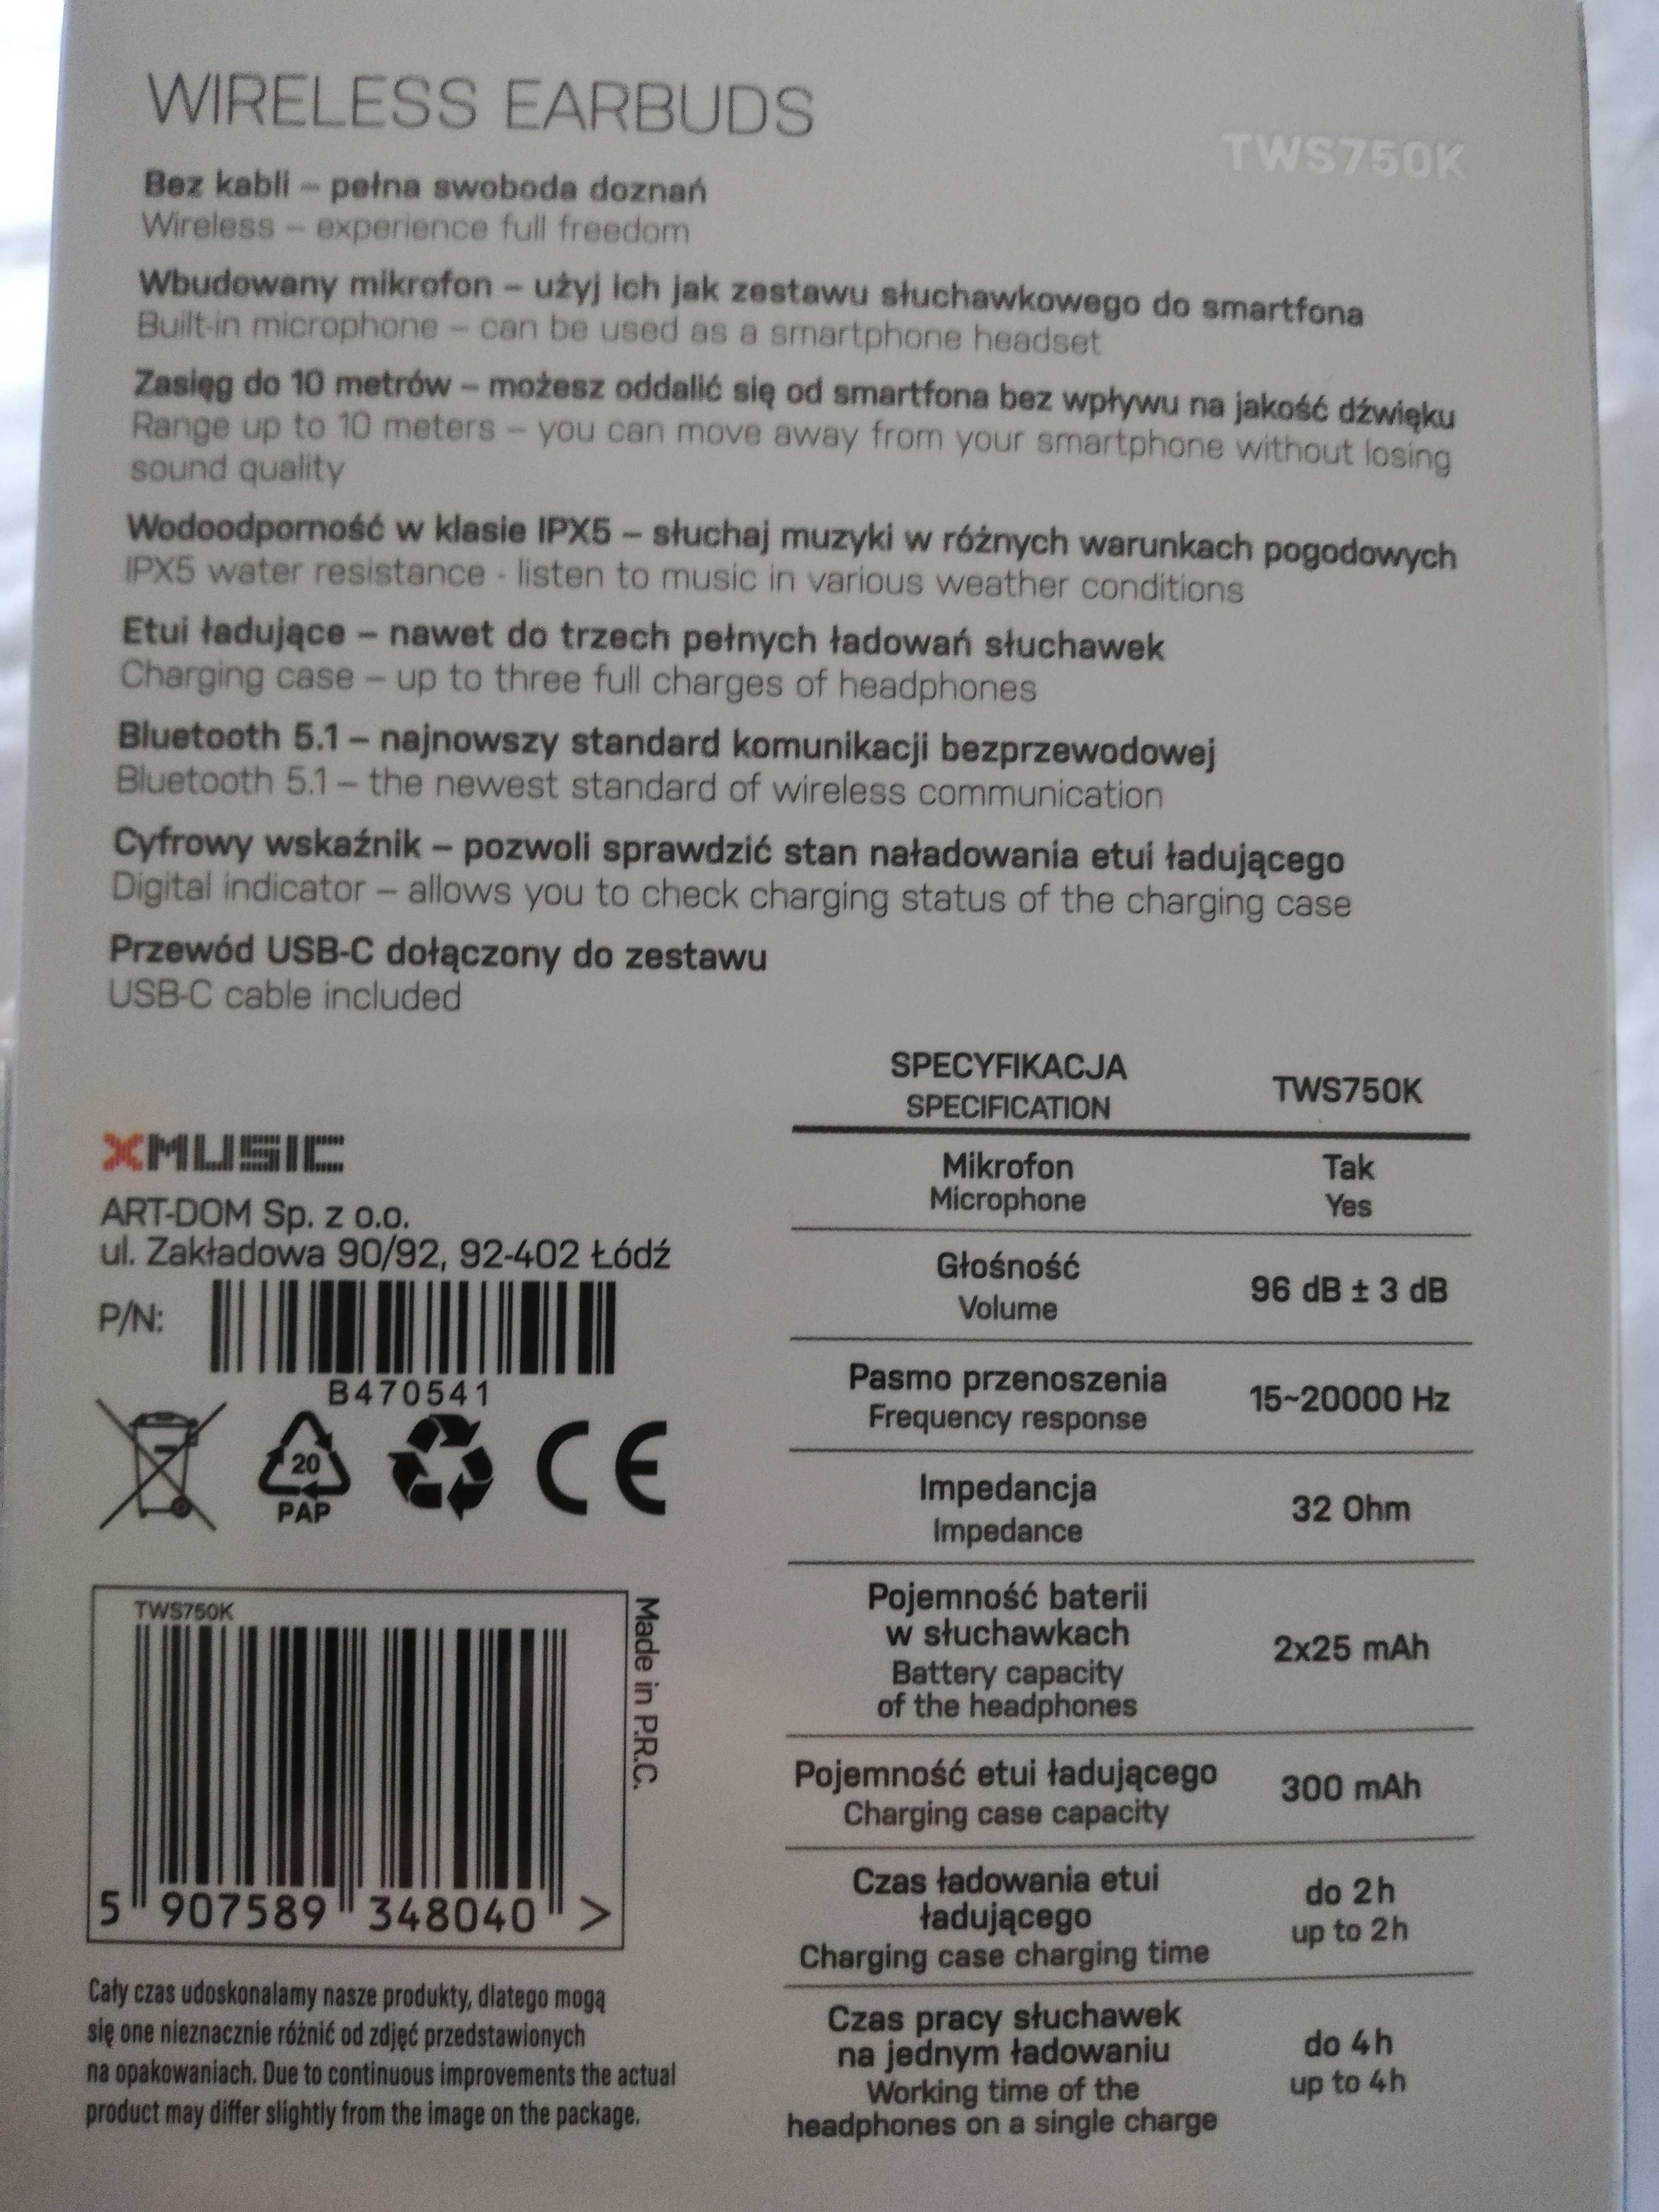 WIRELESS EARBUDS
TWS750K
Bez kabli – pełna swoboda doznań
Wireless – experience full freedom
Wbudowany mikrofon – użyj ich jak zestawu słuchawkowego do smartfona
Built-in microphone – can be used as a smartphone headset
Zasięg do 10 metrów – możesz oddalić się od smartfona bez wpływu na jakość dźwięku
Range up to 10 meters – you can move away from your smartphone without losing
sound quality
Wodoodporność w klasie IPX5 – słuchaj muzyki w różnych warunkach pogodowych
IPX5 water resistance - listen to music in various weather conditions
Etui ładujące – nawet do trzech pełnych ładowań słuchawek
Charging case – up to three full charges of headphones
Bluetooth 5.1 – najnowszy standard komunikacji bezprzewodowej
Bluetooth 5.1 – the newest standard of wireless communication
Cyfrowy wskaźnik – pozwoli sprawdzić stan naładowania etui ładującego
Digital indicator – allows you to check charging status of the charging case
Przewód USB-C dołączony do zestawu
USB-C cable included
XMUSIC
ART-DOM Sp. z o.o.
ul. Zakładowa 90/92, 92-402 Łódź
P/N:
B470541
20
PAP
CE
TWS750K
5 907589 348040 >
Made in P.R.C.
Cały czas udoskonalamy nasze produkty, dlatego mogą
się one nieznacznie różnić od zdjęć przedstawionych
na opakowaniach. Due to continuous improvements the actual
product may differ slightly from the image on the package.
SPECYFIKACJA
SPECIFICATION
TWS750K
Mikrofon
Microphone
Tak
Yes
Głośność
Volume
96 dB ± 3 dB
Pasmo przenoszenia
Frequency response
15~20000 Hz
Impedancja
Impedance
32 Ohm
Pojemność baterii
w słuchawkach
Battery capacity
of the headphones
2x25 mAh
Pojemność etui ładującego
Charging case capacity
300 mAh
Czas ładowania etui
ładującego
Charging case charging time
do 2h
up to 2h
Czas pracy słuchawek
na jednym ładowaniu
Working time of the
headphones on a single charge
do 4h
up to 4h